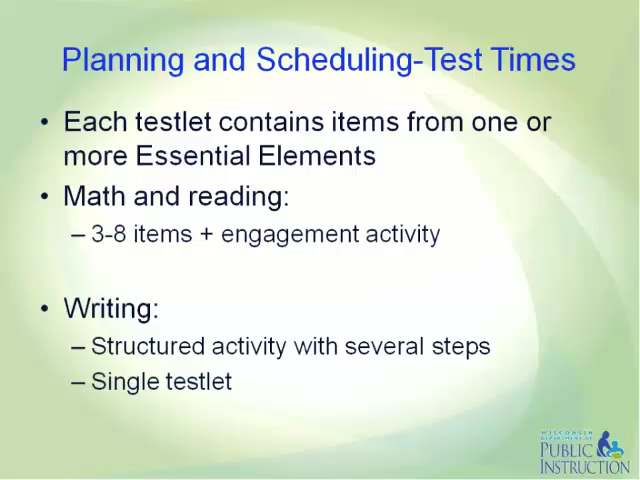 Planning and Scheduling-Test Times
• Each testlet contains items from one or
more Essential Elements
• Math and reading:
– 3-8 items + engagement activity
• Writing:
– Structured activity with several steps
– Single testlet
WISCONSIN
DEPARTMENT OF
PUBLIC
INSTRUCTION